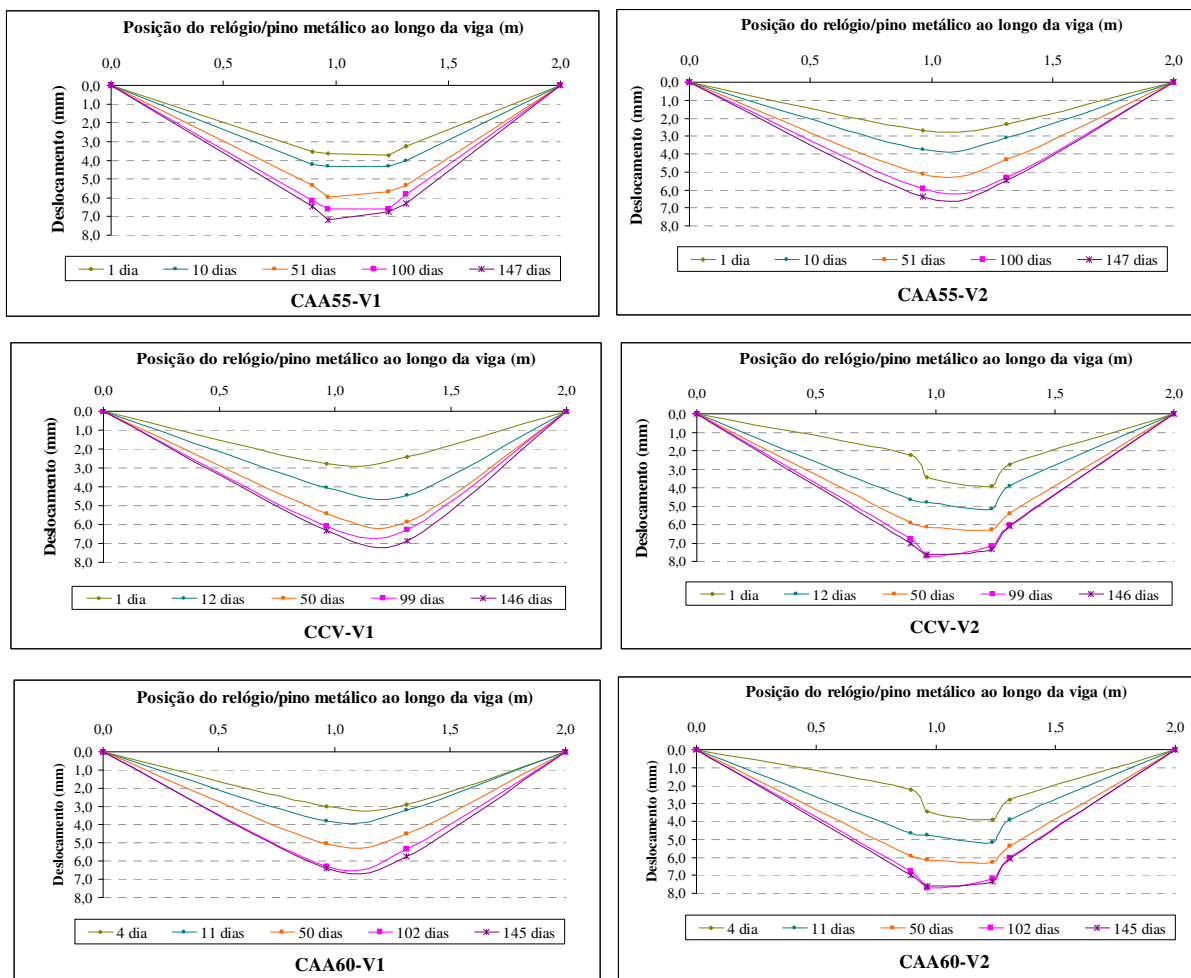 Posição do relógio/pino metálico ao longo da viga (m)
0,0 0,5 1,0 1,5 2,0
Deslocamento (mm)
0,0
1,0
2,0
3,0
4,0
5,0
6,0
7,0
8,0
1 dia 10 dias 51 dias 100 dias 147 dias
CAA55-V1
Posição do relógio/pino metálico ao longo da viga (m)
0,0 0,5 1,0 1,5 2,0
Deslocamento (mm)
0,0
1,0
2,0
3,0
4,0
5,0
6,0
7,0
8,0
1 dia 10 dias 51 dias 100 dias 147 dias
CAA55-V2
Posição do relógio/pino metálico ao longo da viga (m)
0,0 0,5 1,0 1,5 2,0
Deslocamento (mm)
0,0
1,0
2,0
3,0
4,0
5,0
6,0
7,0
8,0
1 dia 12 dias 50 dias 99 dias 146 dias
CCV-V1
Posição do relógio/pino metálico ao longo da viga (m)
0,0 0,5 1,0 1,5 2,0
Deslocamento (mm)
0,0
1,0
2,0
3,0
4,0
5,0
6,0
7,0
8,0
1 dia 12 dias 50 dias 99 dias 146 dias
CCV-V2
Posição do relógio/pino metálico ao longo da viga (m)
0,0 0,5 1,0 1,5 2,0
Deslocamento (mm)
0,0
1,0
2,0
3,0
4,0
5,0
6,0
7,0
8,0
4 dia 11 dias 50 dias 102 dias 145 dias
CAA60-V1
Posição do relógio/pino metálico ao longo da viga (m)
0,0 0,5 1,0 1,5 2,0
Deslocamento (mm)
0,0
1,0
2,0
3,0
4,0
5,0
6,0
7,0
8,0
4 dia 11 dias 50 dias 102 dias 145 dias
CAA60-V2